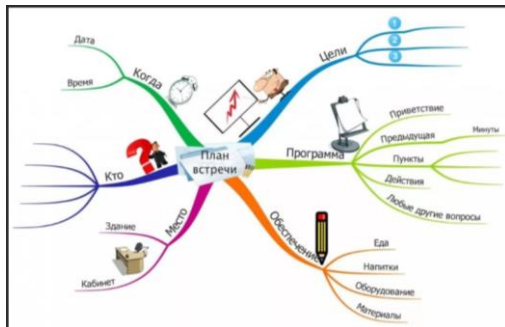 План
встречи
Цели
1
2
3
Программа
Приветствие
Предыдущая
Минуты
Пункты
Действия
Любые другие вопросы
Обеспечение
Еда
Напитки
Оборудование
Материалы
Место
Здание
Кабинет
Кто
Когда
Дата
Время